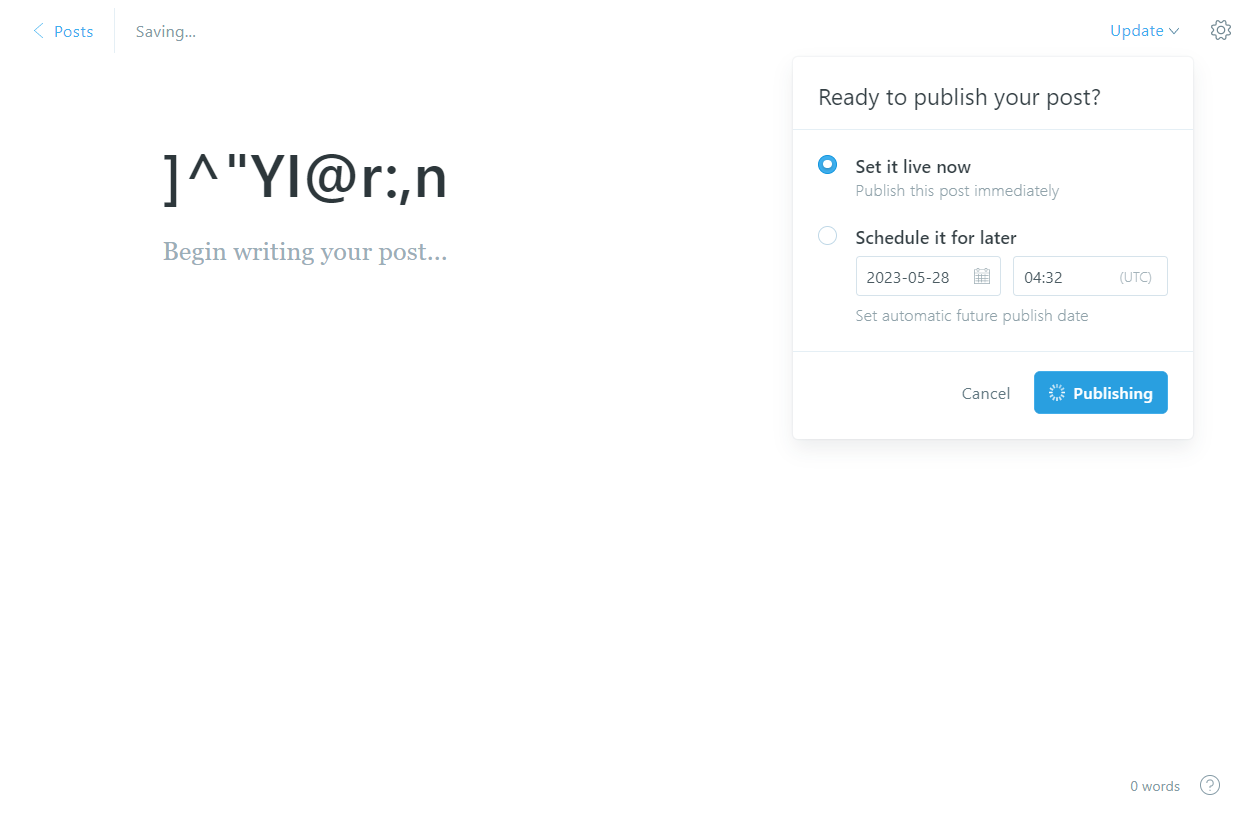 Posts
Saving...
Update
Ready to publish your post?
]^"YI@r:,n
Set it live now
Publish this post immediately
Begin writing your post...
Schedule it for later
2023-05-28
04:32 (UTC)
Set automatic future publish date
Cancel
Publishing
0 words
?